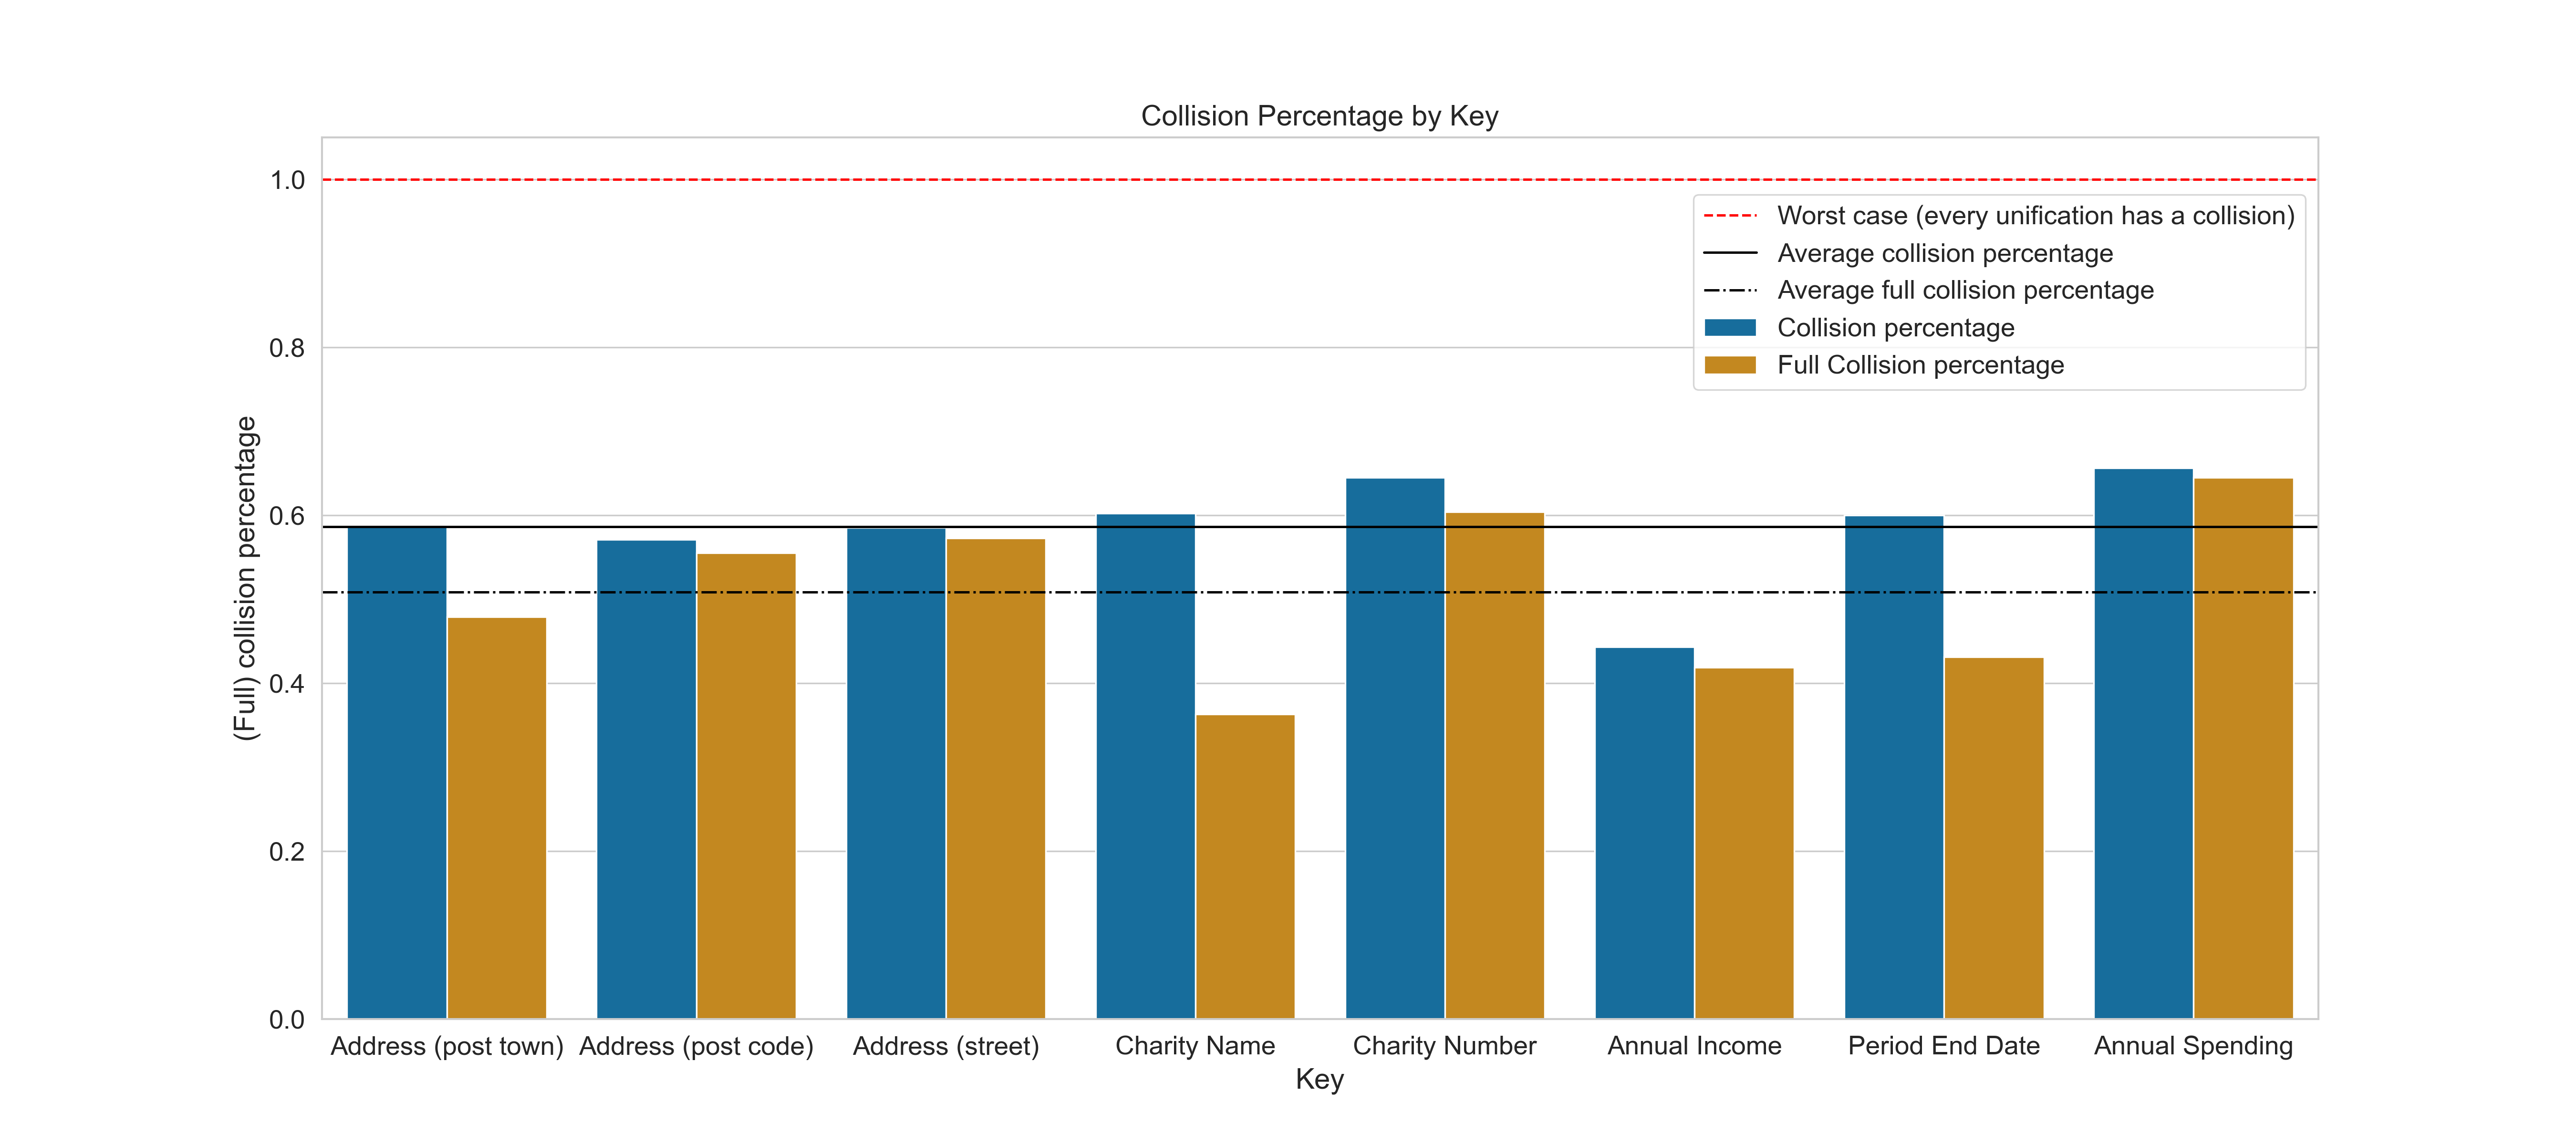 Collision Percentage by Key
1.0
0.8
0.6
0.4
0.2
0.0
(Full) collision percentage
Worst case (every unification has a collision)
Average collision percentage
Average full collision percentage
Collision percentage
Full Collision percentage
Address (post town) Address (post code) Address (street) Charity Name Charity Number Annual Income Period End Date Annual Spending
Key